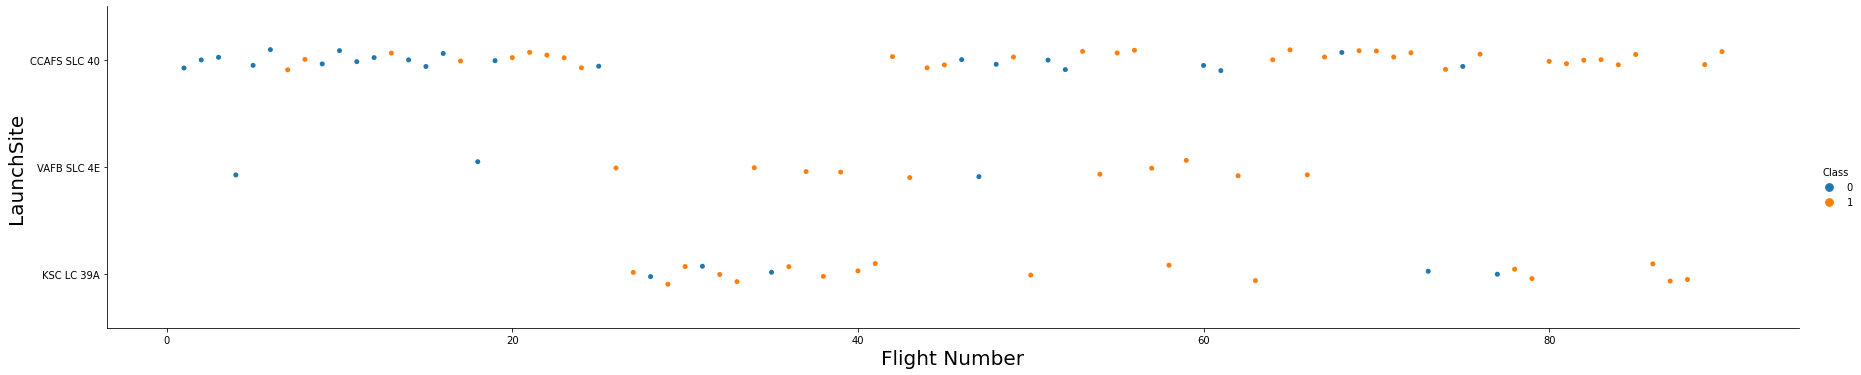 LaunchSite
CCAFS SLC 40
VAFB SLC 4E
KSC LC 39A
0
20
40
60
80
Flight Number
Class
0
1